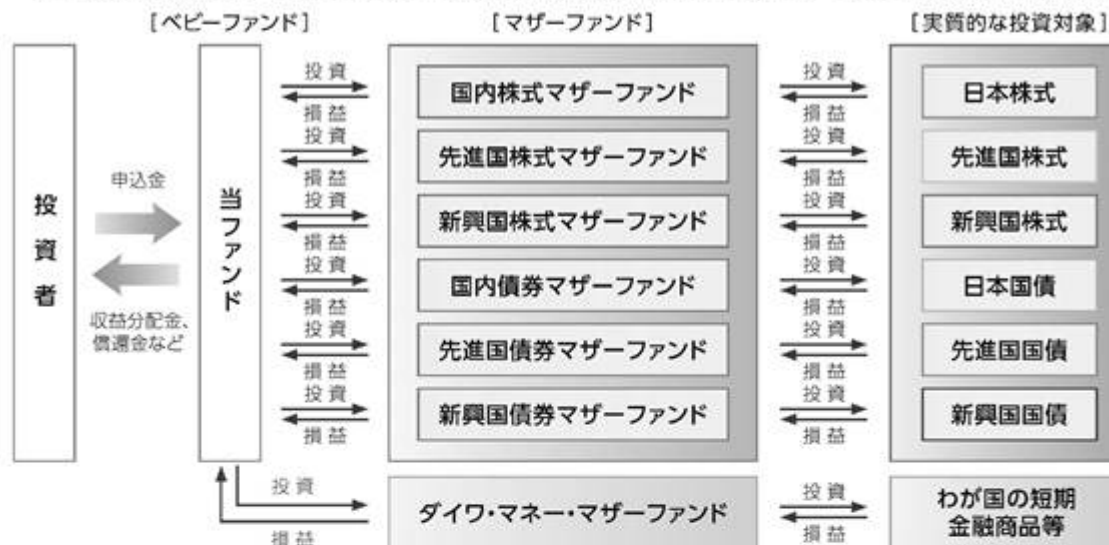 [ベビーファンド]
[マザーファンド]
[実質的な投資対象]
投資者
申込金
収益分配金、
償還金など
当ファンド
投資
損益
国内株式マザーファンド
投資
損益
日本株式
投資
損益
先進国株式マザーファンド
投資
損益
先進国株式
投資
損益
新興国株式マザーファンド
投資
損益
新興国株式
投資
損益
国内債券マザーファンド
投資
損益
日本国債
投資
損益
先進国債券マザーファンド
投資
損益
先進国国債
投資
損益
新興国債券マザーファンド
投資
損益
新興国国債
投資
損益
ダイワ・マネー・マザーファンド
投資
損益
わが国の短期
金融商品等